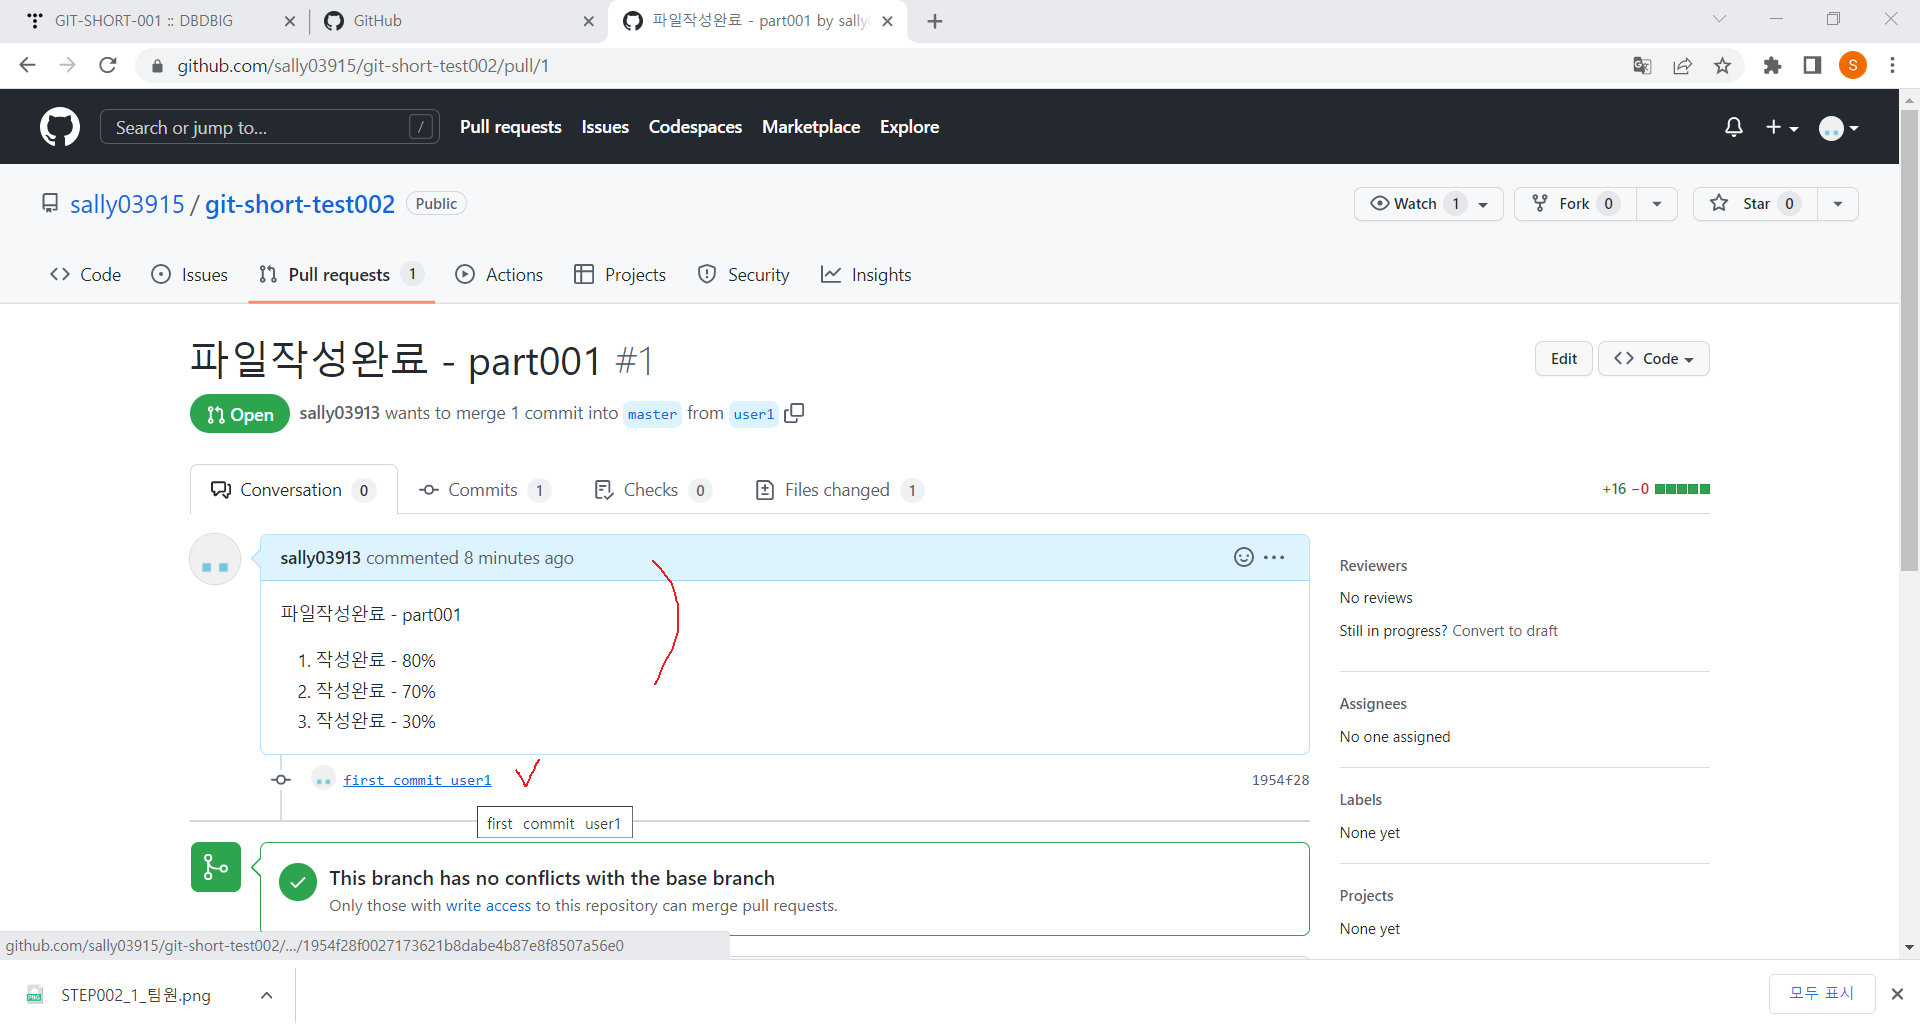 GIT-SHORT-001 :: DBDBIG
GitHub
파일작성완료 - part001 by sally0
github.com/sally03915/git-short-test002/pull/1
S
Search or jump to...
/
Pull requests Issues Codespaces Marketplace Explore
sally03915 / git-short-test002 Public
Watch 1
Fork 0
Star 0
Code Issues Pull requests 1 Actions Projects Security Insights
파일작성완료 - part001 #1
Edit
Code
Open sally03913 wants to merge 1 commit into master from user1
Conversation 0 Commits 1 Checks 0 Files changed 1
+16 −0
sally03913 commented 8 minutes ago
파일작성완료 - part001
1. 작성완료 - 80%
2. 작성완료 - 70%
3. 작성완료 - 30%
first commit user1
1954f28
first commit user1
This branch has no conflicts with the base branch
Only those with write access to this repository can merge pull requests.
Reviewers
No reviews
Still in progress? Convert to draft
Assignees
No one assigned
Labels
None yet
Projects
None yet
github.com/sally03915/git-short-test002/.../1954f28f0027173621b8dabe4b87e8f8507a56e0
PNG
STEP002_1_팀원.png
모두 표시